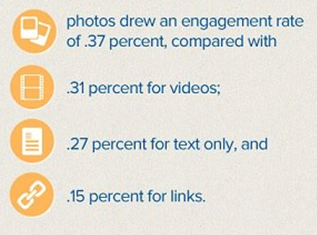 photos drew an engagement rate
of .37 percent, compared with
.31 percent for videos;
.27 percent for text only, and
.15 percent for links.